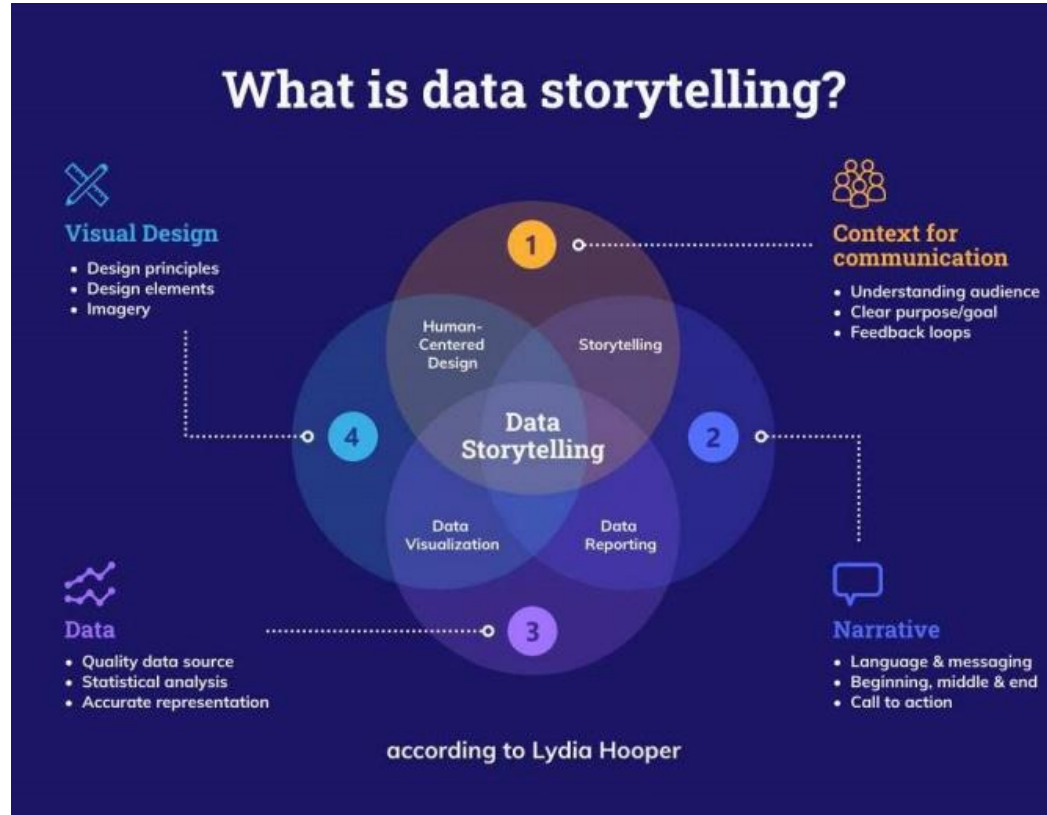 What is data storytelling?
Visual Design
• Design principles
• Design elements
• Imagery
Context for
communication
• Understanding audience
• Clear purpose/goal
• Feedback loops
1
Human-
Centered
Design
Storytelling
4
Data
Storytelling
2
Data
Visualization
Data
Reporting
3
Data
• Quality data source
• Statistical analysis
• Accurate representation
Narrative
• Language & messaging
• Beginning, middle & end
• Call to action
according to Lydia Hooper